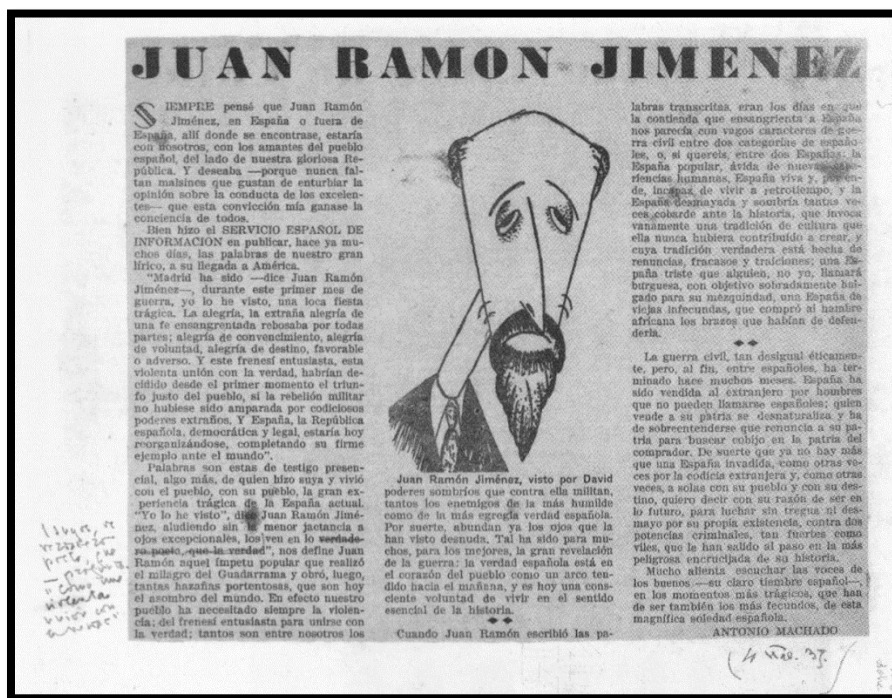 JUAN RAMON JIMENEZ
SIEMPRE pensé que Juan Ramón
Jiménez, en España o fuera de
España, allí donde se encontrase, estaría
con nosotros, con los amantes del pueblo
español, del lado de nuestra gloriosa Re-
pública. Y deseaba —porque nunca fal-
tan malsines que gustan de enturbiar la
opinión sobre la conducta de los excelen-
tes— que esta convicción mía ganase la
conciencia de todos.
Bien hizo el SERVICIO ESPAÑOL DE
INFORMACION en publicar, hace ya mu-
chos días, las palabras de nuestro gran
lírico, a su llegada a América.
"Madrid ha sido —dice Juan Ramón
Jiménez—, durante este primer mes de
guerra, yo lo he visto, una loca fiesta
trágica. La alegría, la extraña alegría de
una fe ensangrentada rebosaba por todas
partes; alegría de convencimiento, alegría
de voluntad, alegría de destino, favorable
o adverso. Y este frenesí entusiasta, esta
violenta unión con la verdad, habrían de-
cidido desde el primer momento el triun-
fo justo del pueblo, si la rebelión militar
no hubiese sido amparada por codiciosos
poderes extraños. Y España, la República
española, democrática y legal, estaría hoy
reorganizándose, completando su firme
ejemplo ante el mundo".
Palabras son estas de testigo presen-
cial, algo más, de quien hizo suya y vivió
con el pueblo, con su pueblo, la gran ex-
periencia trágica de la España actual.
"Yo lo he visto", dice Juan Ramón Jimé-
nez, aludiendo sin la menor jactancia a
ojos excepcionales, los ven en lo verdade-
ro poeto, que la verdad", nos define Juan
Ramón aquel ímpetu popular que realizó
el milagro del Guadarrama y obró, luego,
tantas hazañas portentosas, que son hoy
el asombro del mundo. En efecto nuestro
pueblo ha necesitado siempre la violen-
cia; del frenesí entusiasta para unirse con
la verdad; tantos son entre nosotros los
Juan Ramón Jiménez, visto por David
poderes sombríos que contra ella militan,
tantos los enemigos de la más humilde
como de la más egregia verdad española.
Por suerte, abundan ya los ojos que la
han visto desnuda. Tal ha sido para mu-
chos, para los mejores, la gran revelación
de la guerra: la verdad española está en
el corazón del pueblo como un arco ten-
dido hacia el mañana, y es hoy una cons-
ciente voluntad de vivir en el sentido
esencial de la historia.
Cuando Juan Ramón escribió las pa-
labras transcritas, eran los días en que
la contienda que ensangrienta a España
nos parecía con vagos caracteres de gue-
rra civil entre dos categorías de españo-
les, o, si quereis, entre dos Españas: la
España popular, ávida de nuevas expe-
riencias humanas, España viva y, por en-
de, incapaz de vivir a retrotiempo, y la
España desmayada y sombría tantas ve-
ces cobarde ante la historia, que invoca
vanamente una tradición de cultura que
ella nunca hubiera contribuido a crear, y
cuya tradición verdadera está hecha de
renuncias, fracasos y traiciones; una Es-
paña triste que alguien, no yo, llamará
burguesa, con objetivo sobradamente hol-
gado para su mezquindad, una España de
viejas infecundas, que compró al hambre
africana los brazos que habían de defen-
derla.
La guerra civil, tan desigual éticamen-
te, pero, al fin, entre españoles, ha ter-
minado hace muchos meses. España ha
sido vendida al extranjero por hombres
que no pueden llamarse españoles; quien
vende a su patria se desnaturaliza y ha
de sobreentenderse que renuncia a su pa-
tria para buscar cobijo en la patria del
comprador. De suerte que ya no hay más
que una España invadida, como otras ve-
ces por la codicia extranjera y, como otras
veces, a solas con su pueblo y con su des-
tino, quiero decir con su razón de ser en
lo futuro, para luchar sin tregua ni des-
mayo por su propia existencia, contra dos
potencias criminales, tan fuertes como
viles, que le han salido al paso en la más
peligrosa encrucijada de su historia.
Mucho alienta escuchar las voces de
los buenos —su claro tiembre español—,
en los momentos más trágicos, que han
de ser también los más fecundos, de esta
magnífica soledad española.
ANTONIO MACHADO
violenta